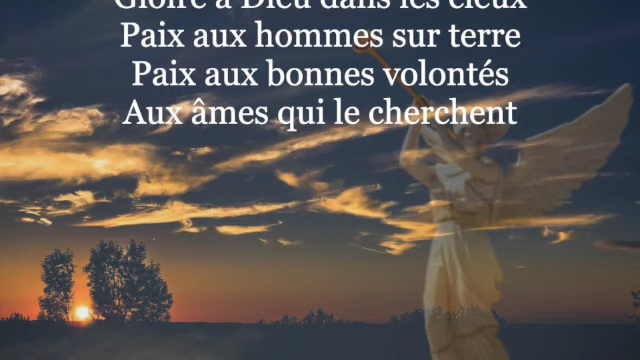 Gloire à Dieu dans les cieux
Paix aux hommes sur terre
Paix aux bonnes volontés
Aux âmes qui le cherchent